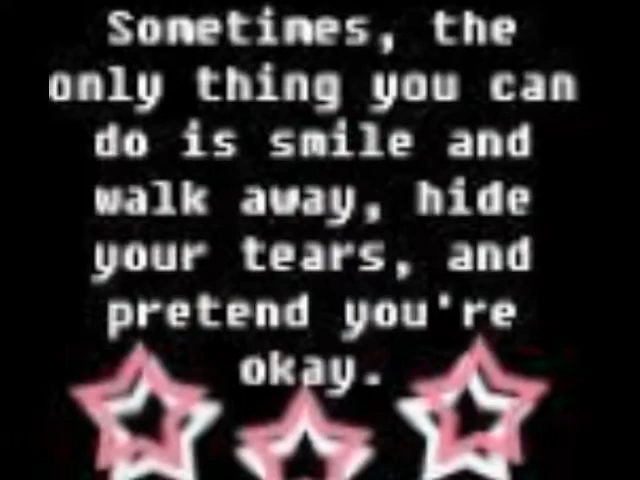 Sometimes, the
only thing you can
do is smile and
walk away, hide
your tears, and
pretend you're
okay.